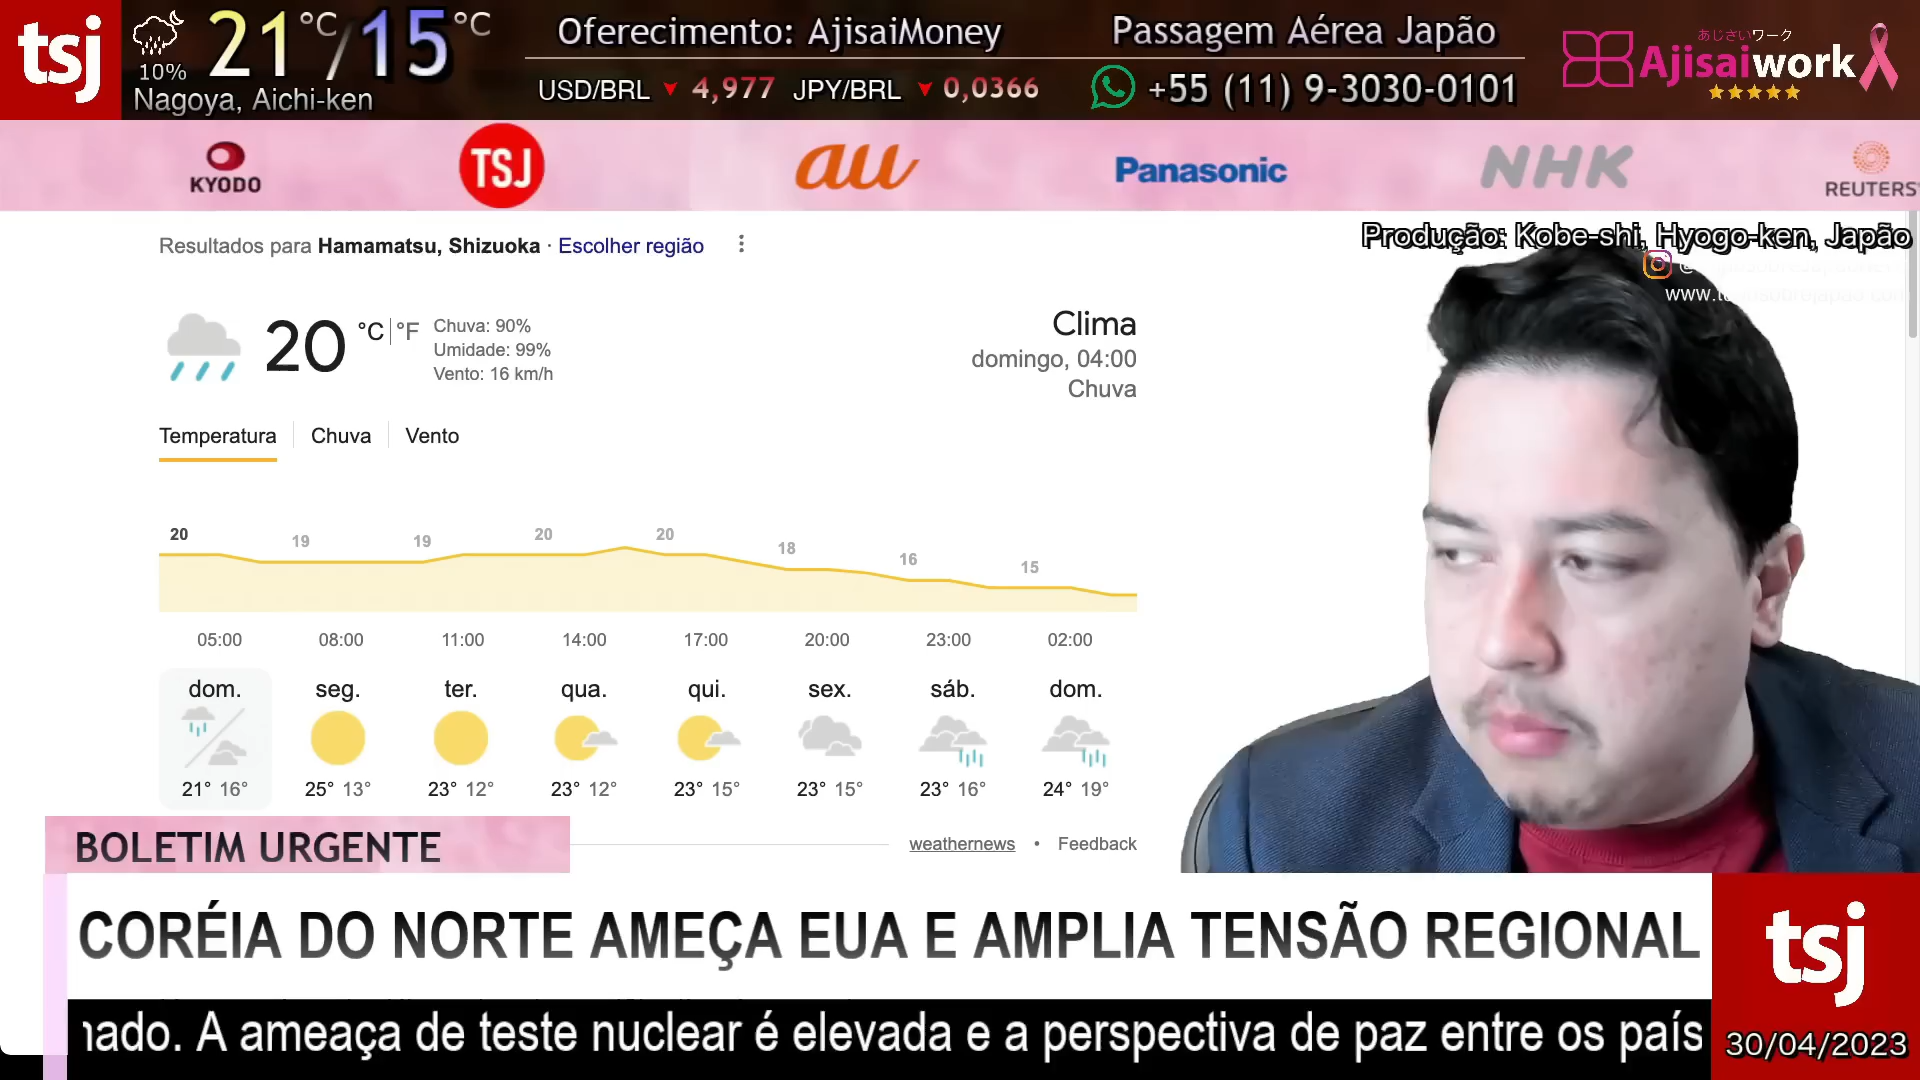 tsj
10%
21°C/15°C
Nagoya, Aichi-ken
Oferecimento: AjisaiMoney
USD/BRL ▼ 4,977 JPY/BRL ▼ 0,0366
Passagem Aérea Japão
+55 (11) 9-3030-0101
あじさいワーク
Ajisaiwork
KYODO
TSJ
au
Panasonic
NHK
REUTERS
Produção: Kobe-shi, Hyogo-ken, Japão
Resultados para Hamamatsu, Shizuoka · Escolher região
20 °C|°F
Chuva: 90%
Umidade: 99%
Vento: 16 km/h
Clima
domingo, 04:00
Chuva
Temperatura Chuva Vento
20 19 19 20 20 18 16 15
05:00 08:00 11:00 14:00 17:00 20:00 23:00 02:00
dom. seg. ter. qua. qui. sex. sáb. dom.
21° 16° 25° 13° 23° 12° 23° 12° 23° 15° 23° 15° 23° 16° 24° 19°
weathernews • Feedback
BOLETIM URGENTE
CORÉIA DO NORTE AMEÇA EUA E AMPLIA TENSÃO REGIONAL
nado. A ameaça de teste nuclear é elevada e a perspectiva de paz entre os país
tsj
30/04/2023